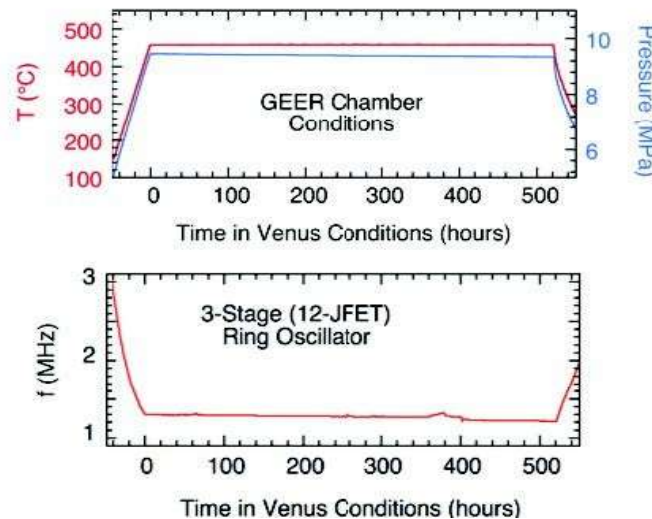 500
400
300
200
100
T (°C)
10
8
6
Pressure (MPa)
GEER Chamber
Conditions
0 100 200 300 400 500
Time in Venus Conditions (hours)
3
2
1
f (MHz)
3-Stage (12-JFET)
Ring Oscillator
0 100 200 300 400 500
Time in Venus Conditions (hours)